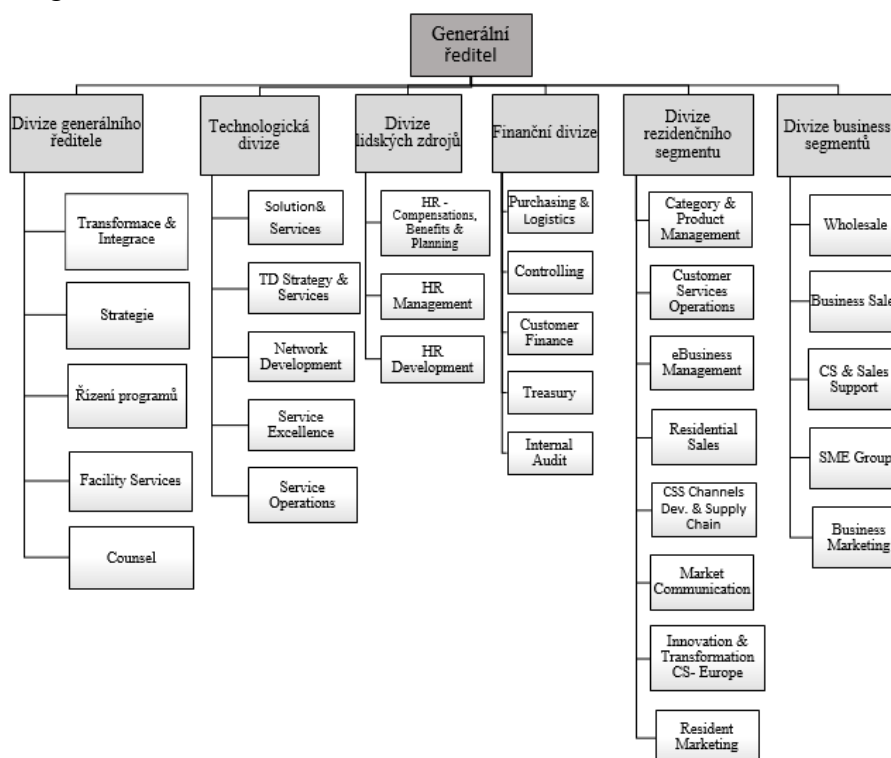 Generální
ředitel
Divize generálního
ředitele
Technologická
divize
Divize
lidských zdrojů
Finanční divize
Divize
rezidenčního
segmentu
Divize business
segmentů
Transformace &
Integrace
Strategie
Řízení programů
Facility Services
Counsel
Solution&
Services
TD Strategy &
Services
Network
Development
Service
Excellence
Service
Operations
HR -
Compensations,
Benefits &
Planning
HR
Management
HR
Development
Purchasing &
Logistics
Controlling
Customer
Finance
Treasury
Internal
Audit
Category &
Product
Management
Customer
Services
Operations
eBusiness
Management
Residential
Sales
CSS Channels
Dev. & Supply
Chain
Market
Communication
Innovation &
Transformation
CS- Europe
Resident
Marketing
Wholesale
Business Sale
CS & Sales
Support
SME Group
Business
Marketing